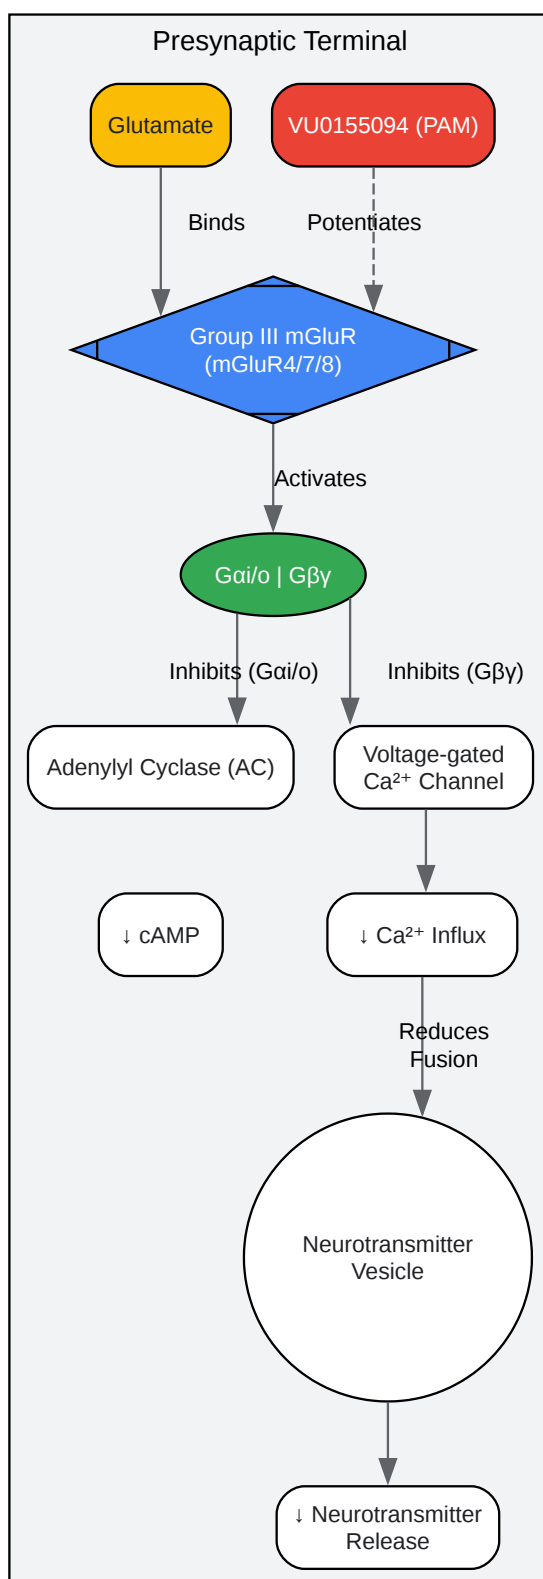 Presynaptic Terminal
Glutamate
VU0155094 (PAM)
Binds
Potentiates
Group III mGluR
(mGluR4/7/8)
Activates
Gαi/o | Gβγ
Inhibits (Gαi/o)
Inhibits (Gβγ)
Adenylyl Cyclase (AC)
Voltage-gated
Ca²⁺ Channel
↓ cAMP
↓ Ca²⁺ Influx
Reduces
Fusion
Neurotransmitter
Vesicle
↓ Neurotransmitter
Release